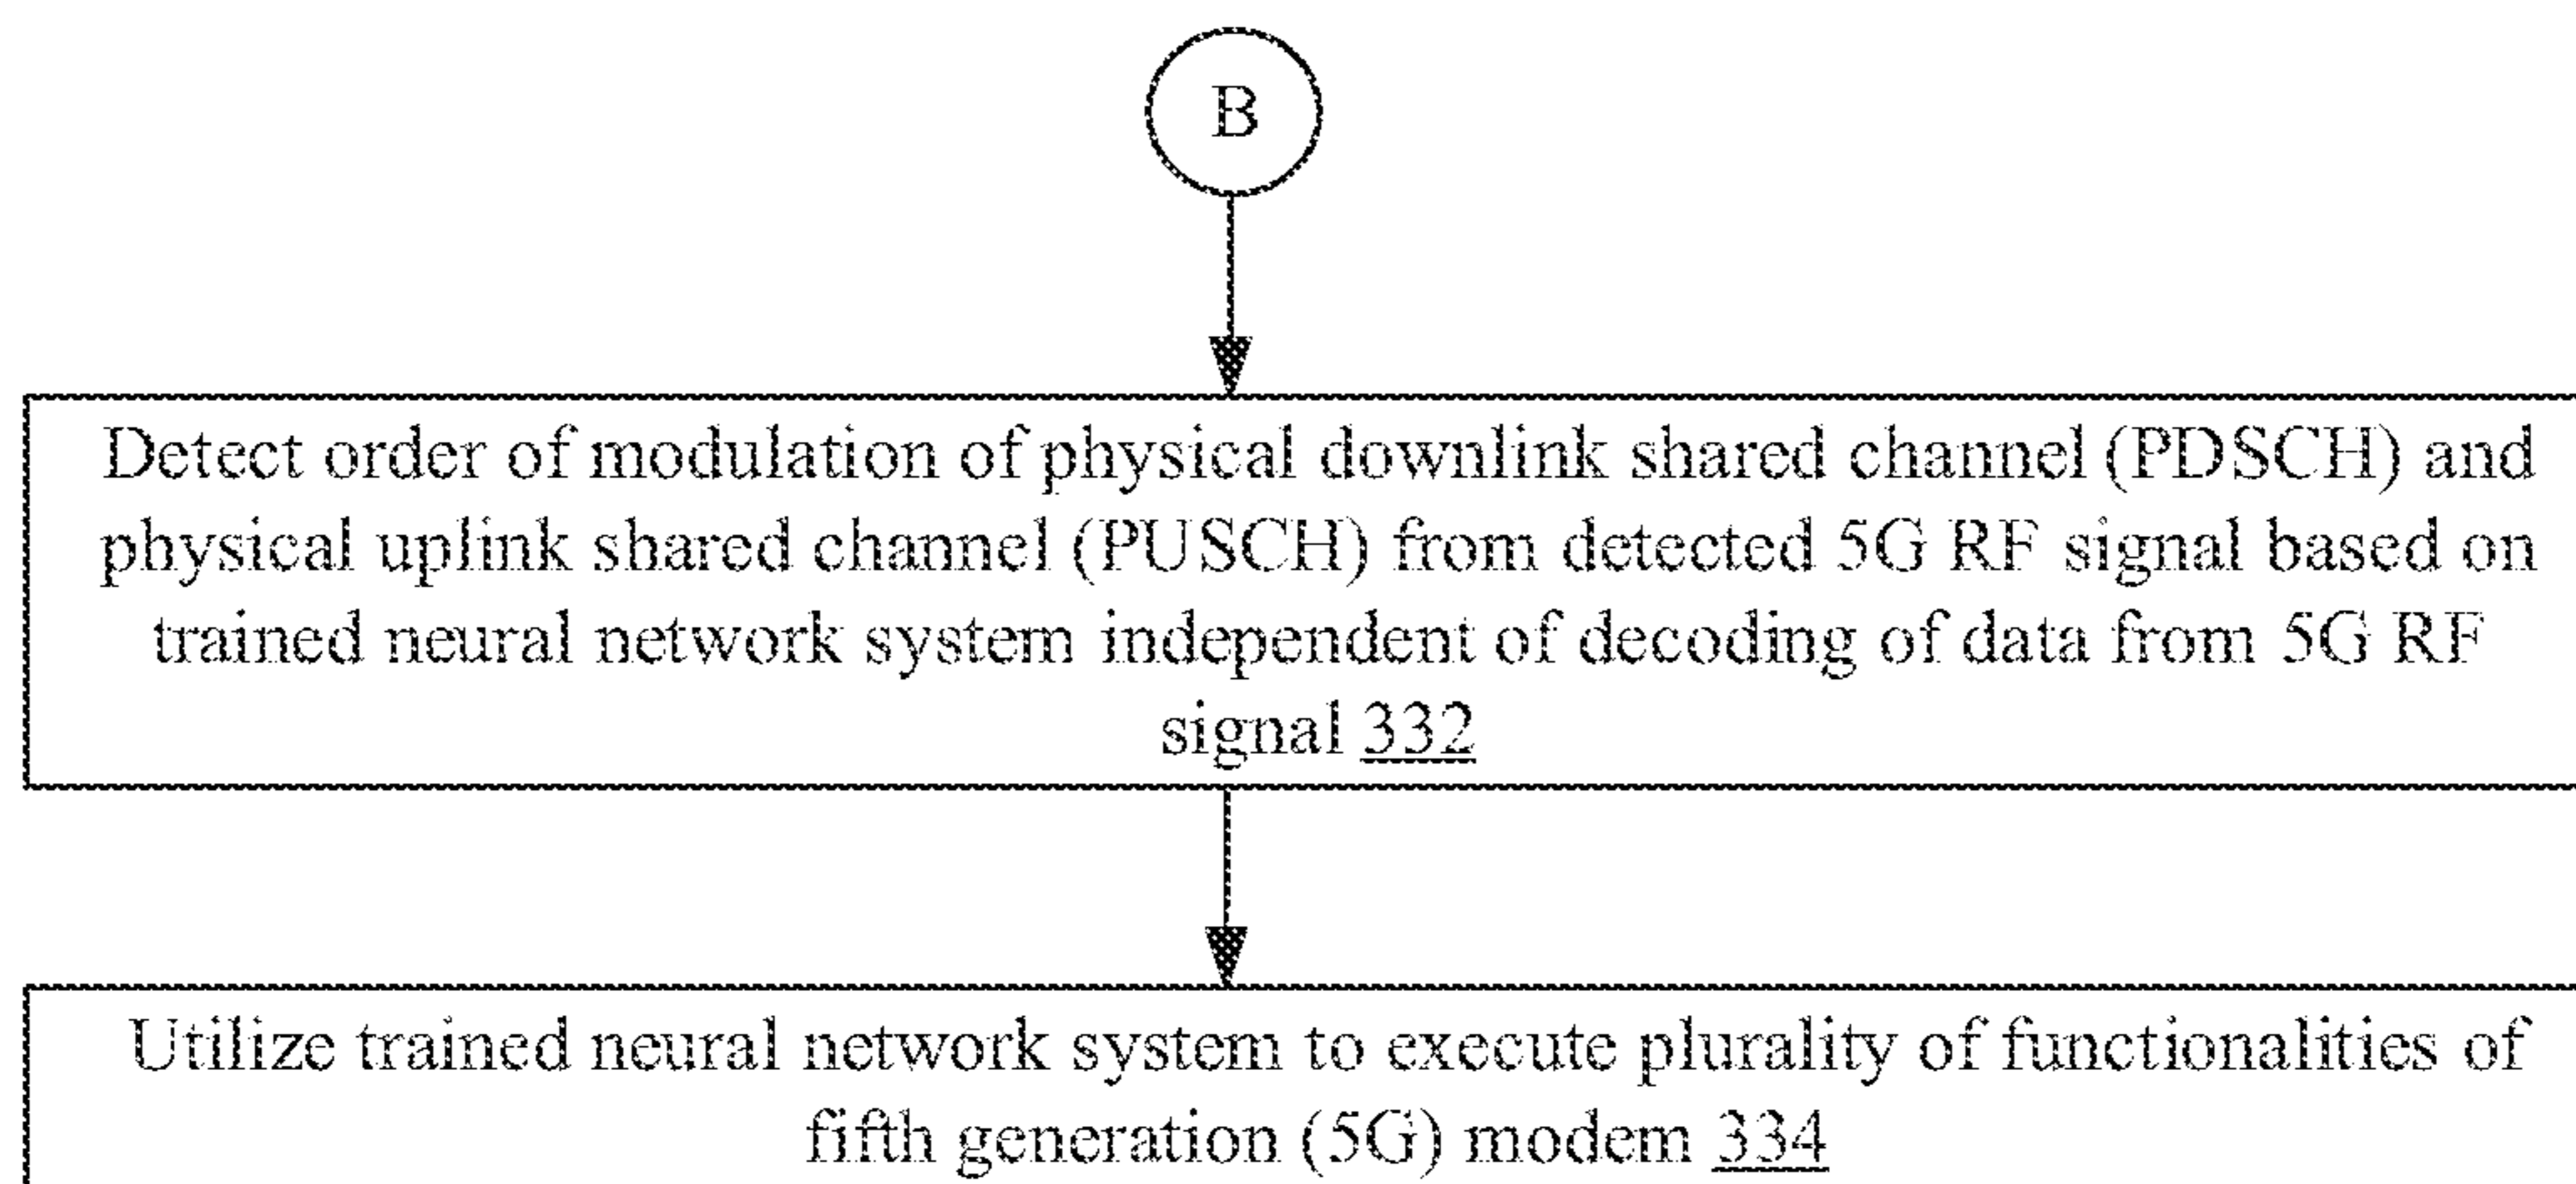 B
Detect order of modulation of physical downlink shared channel (PDSCH) and
physical uplink shared channel (PUSCH) from detected 5G RF signal based on
trained neural network system independent of decoding of data from 5G RF
signal 332
Utilize trained neural network system to execute plurality of functionalities of
fifth generation (5G) modem 334